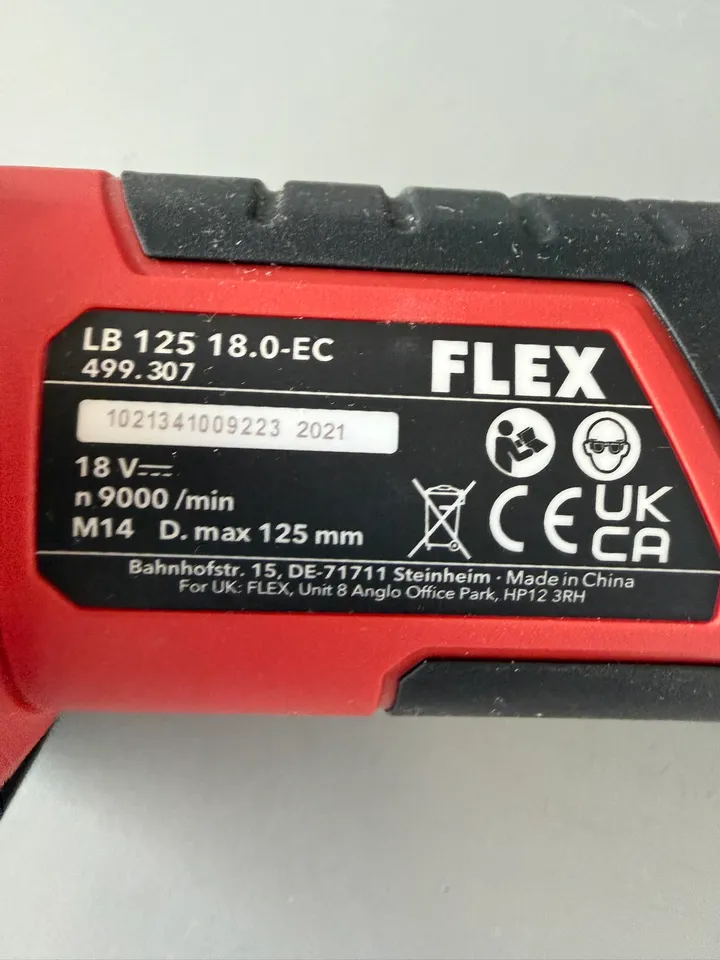 LB 125 18.0-EC
499.307
FLEX
1021341009223 2021
18 V
n 9000 /min
M14 D. max 125 mm
CE
UK
CA
Bahnhofstr. 15, DE-71711 Steinheim · Made in China
For UK: FLEX, Unit 8 Anglo Office Park, HP12 3RH